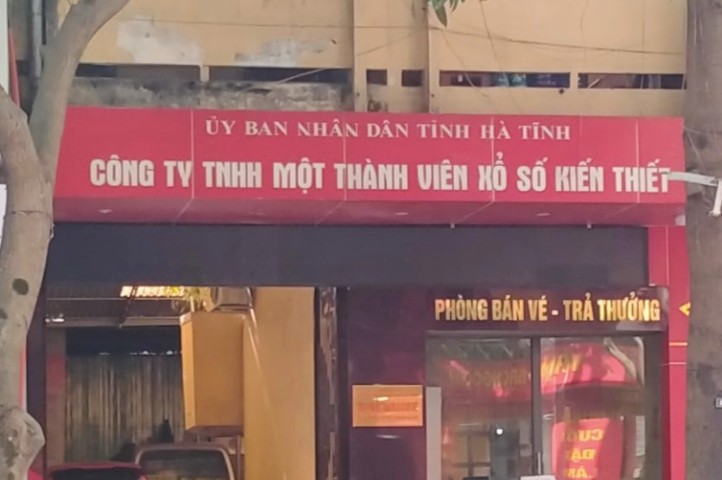 ỦY BAN NHÂN DÂN TỈNH HÀ TĨNH
CÔNG TY TNHH MỘT THÀNH VIÊN XỔ SỐ KIẾN THIẾT
PHÒNG BÁN VÉ - TRẢ THƯỞNG